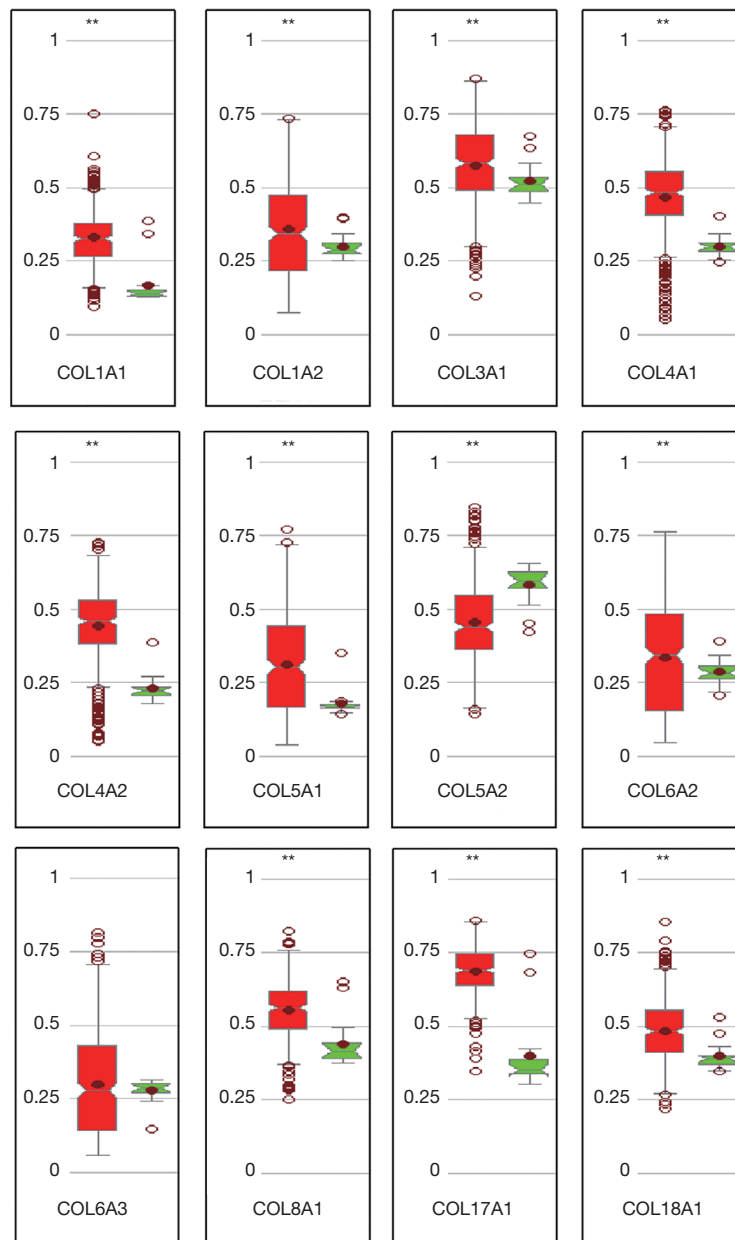 ** ** ** **
1 1 1 1
0.75 0.75 0.75 0.75
0.5 0.5 0.5 0.5
0.25 0.25 0.25 0.25
0 0 0 0
COL1A1 COL1A2 COL3A1 COL4A1
** ** ** **
1 1 1 1
0.75 0.75 0.75 0.75
0.5 0.5 0.5 0.5
0.25 0.25 0.25 0.25
0 0 0 0
COL4A2 COL5A1 COL5A2 COL6A2
** ** **
1 1 1 1
0.75 0.75 0.75 0.75
0.5 0.5 0.5 0.5
0.25 0.25 0.25 0.25
0 0 0 0
COL6A3 COL8A1 COL17A1 COL18A1